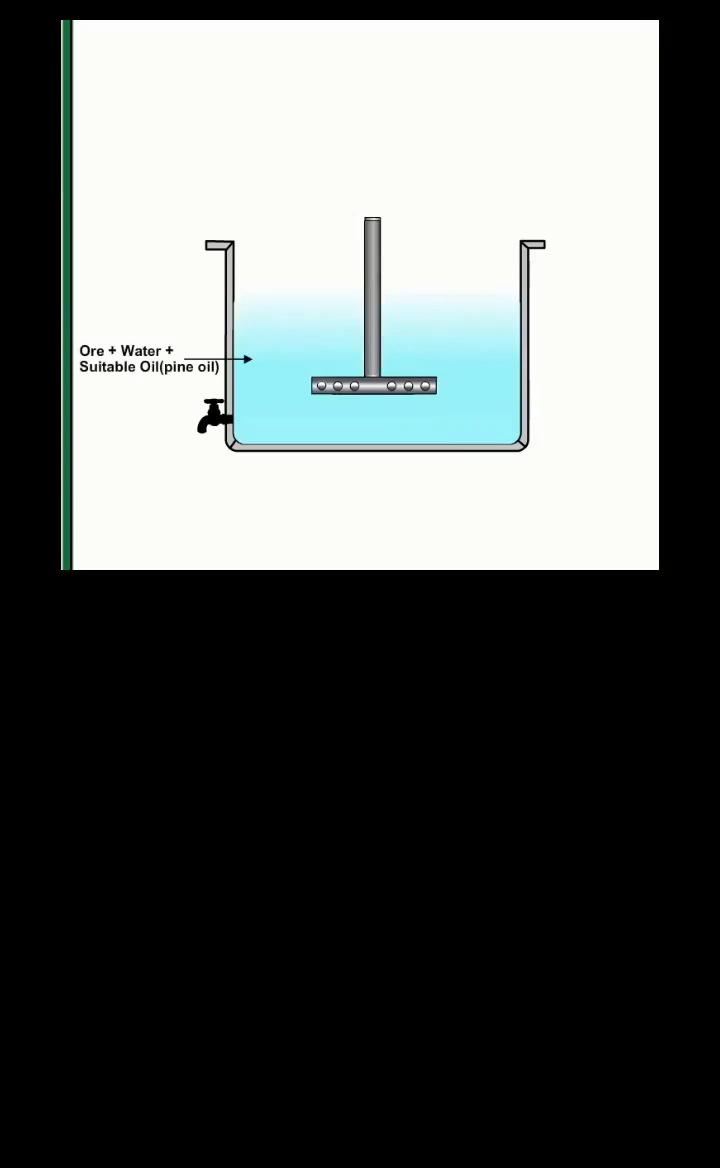 Ore + Water +
Suitable Oil(pine oil)